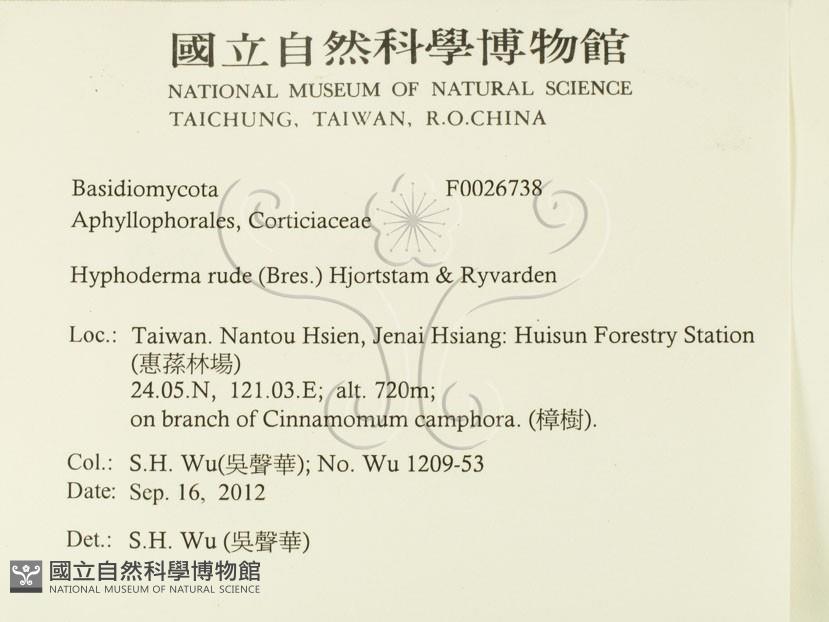 國立自然科學博物館
NATIONAL MUSEUM OF NATURAL SCIENCE
TAICHUNG, TAIWAN, R.O.CHINA
Basidiomycota F0026738
Aphyllophorales, Corticiaceae
Hyphoderma rude (Bres.) Hjortstam & Ryvarden
Loc.: Taiwan. Nantou Hsien, Jenai Hsiang: Huisun Forestry Station
(惠蓀林場)
24.05.N, 121.03.E; alt. 720m;
on branch of Cinnamomum camphora. (樟樹).
Col.: S.H. Wu(吳聲華); No. Wu 1209-53
Date: Sep. 16, 2012
Det.: S.H. Wu (吳聲華)
國立自然科學博物館
NATIONAL MUSEUM OF NATURAL SCIENCE